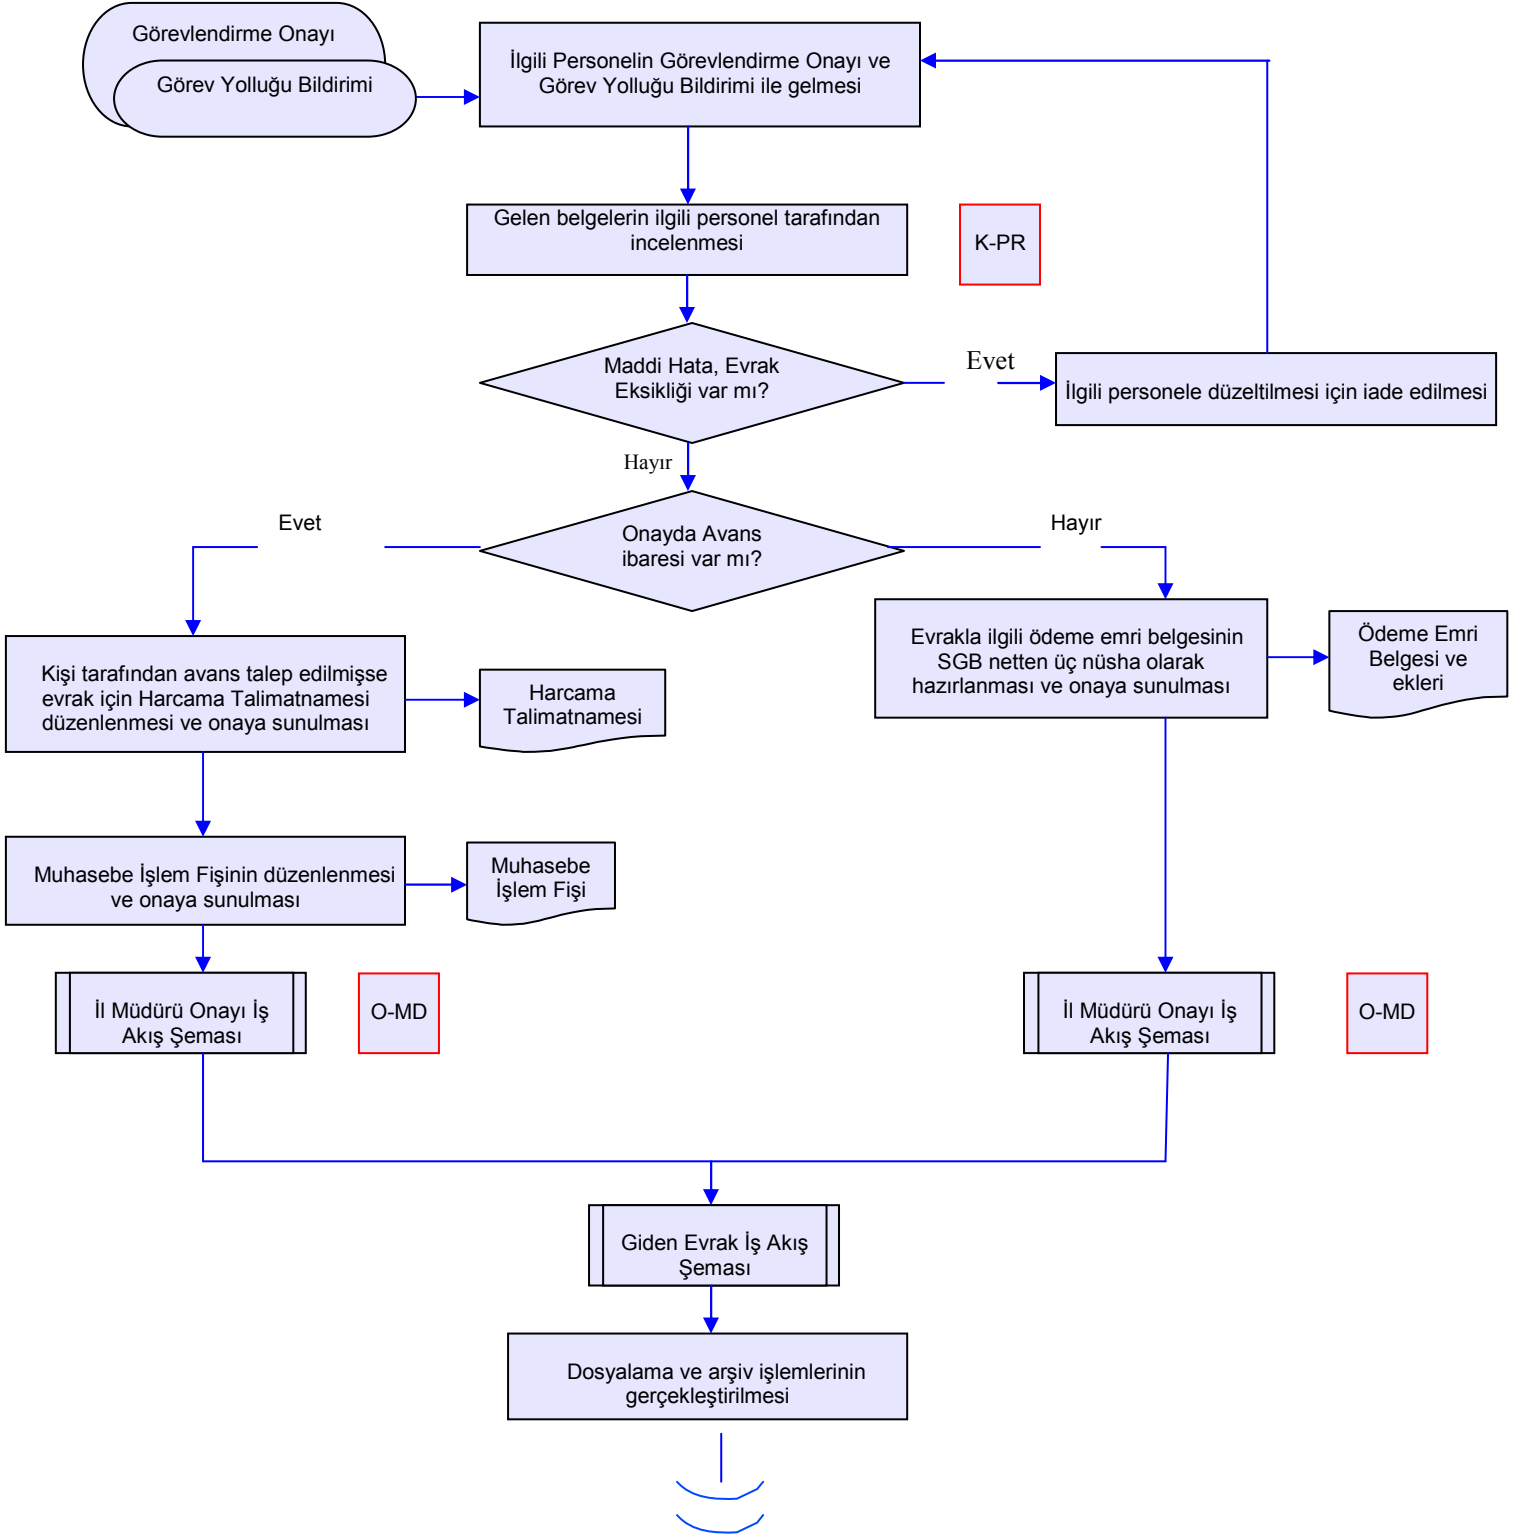 Görevlendirme Onayı
Görev Yolluğu Bildirimi
İlgili Personelin Görevlendirme Onayı ve
Görev Yolluğu Bildirimi ile gelmesi
Gelen belgelerin ilgili personel tarafından
incelenmesi
K-PR
Maddi Hata, Evrak
Eksikliği var mı?
Evet
İlgili personele düzeltilmesi için iade edilmesi
Hayır
Onayda Avans
ibaresi var mı?
Evet
Hayır
Kişi tarafından avans talep edilmişse
evrak için Harcama Talimatnamesi
düzenlenmesi ve onaya sunulması
Harcama
Talimatnamesi
Evrakla ilgili ödeme emri belgesinin
SGB netten üç nüsha olarak
hazırlanması ve onaya sunulması
Ödeme Emri
Belgesi ve
ekleri
Muhasebe İşlem Fişinin düzenlenmesi
ve onaya sunulması
Muhasebe
İşlem Fişi
İl Müdürü Onayı İş
Akış Şeması
O-MD
İl Müdürü Onayı İş
Akış Şeması
O-MD
Giden Evrak İş Akış
Şeması
Dosyalama ve arşiv işlemlerinin
gerçekleştirilmesi